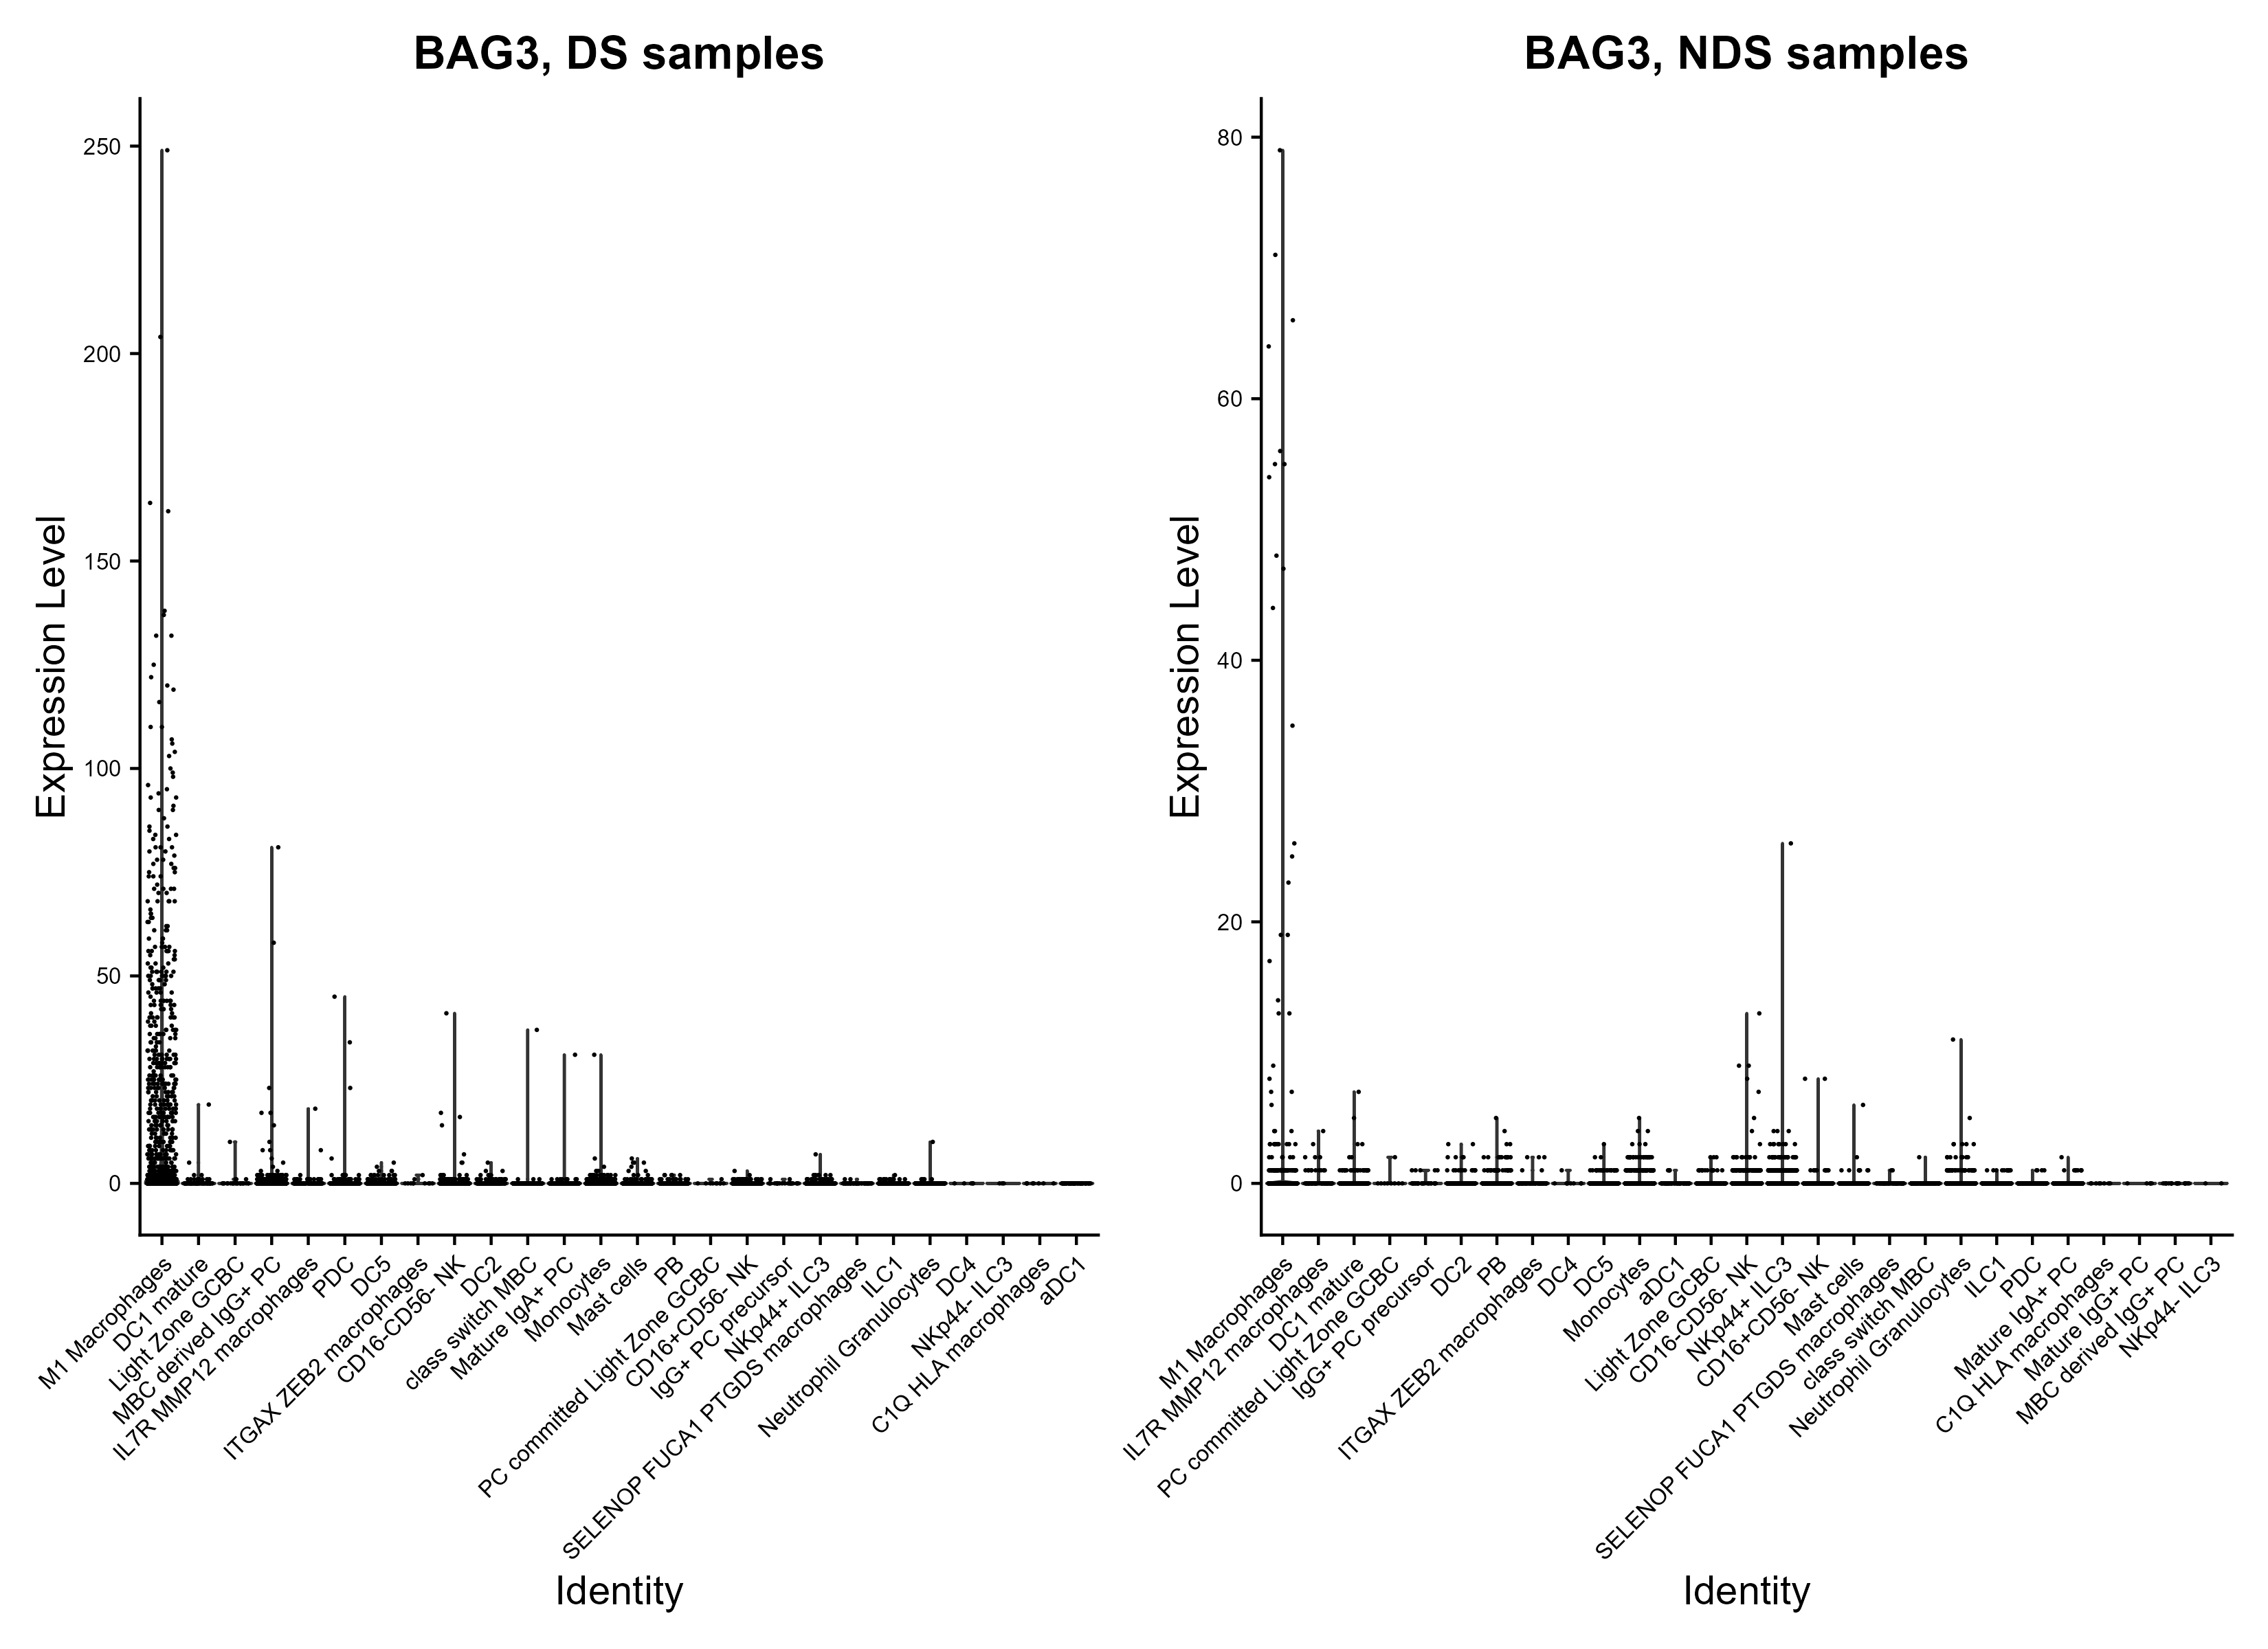 BAG3, DS samples
Expression Level
250
200
150
100
50
0
M1 Macrophages
DC1 mature
Light Zone GCBC
MBC derived IgG+ PC
IL7R MMP12 macrophages
PDC
DC5
ITGAX ZEB2 macrophages
CD16-CD56- NK
DC2
class switch MBC
Mature IgA+ PC
Monocytes
Mast cells
PB
PC committed Light Zone GCBC
CD16+CD56- NK
IgG+ PC precursor
NKp44+ ILC3
SELENOP FUCA1 PTGDS macrophages
ILC1
Neutrophil Granulocytes
DC4
NKp44- ILC3
C1Q HLA macrophages
aDC1
Identity
BAG3, NDS samples
Expression Level
80
60
40
20
0
M1 Macrophages
IL7R MMP12 macrophages
DC1 mature
PC committed Light Zone GCBC
IgG+ PC precursor
DC2
PB
ITGAX ZEB2 macrophages
DC4
DC5
Monocytes
aDC1
Light Zone GCBC
CD16-CD56- NK
NKp44+ ILC3
CD16+CD56- NK
Mast cells
SELENOP FUCA1 PTGDS macrophages
class switch MBC
Neutrophil Granulocytes
ILC1
PDC
Mature IgA+ PC
C1Q HLA macrophages
Mature IgG+ PC
MBC derived IgG+ PC
NKp44- ILC3
Identity